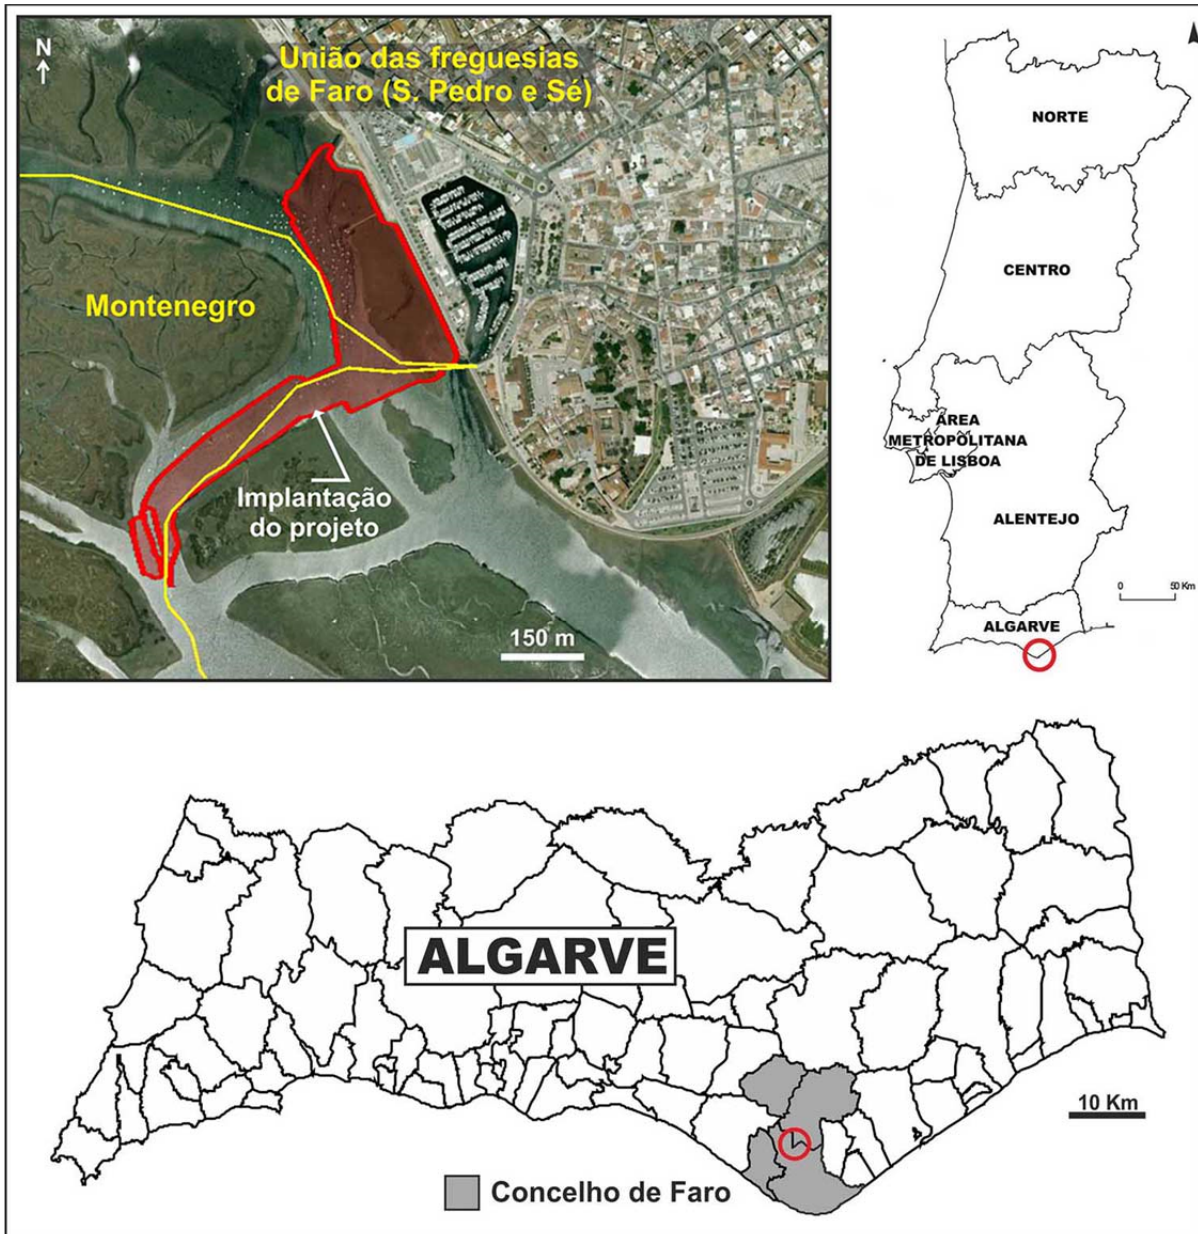 N
União das freguesias
de Faro (S. Pedro e Sé)
Montenegro
Implantação
do projeto
150 m
NORTE
CENTRO
ÁREA
METROPOLITANA
DE LISBOA
ALENTEJO
0 50 Km
ALGARVE
ALGARVE
10 Km
Concelho de Faro